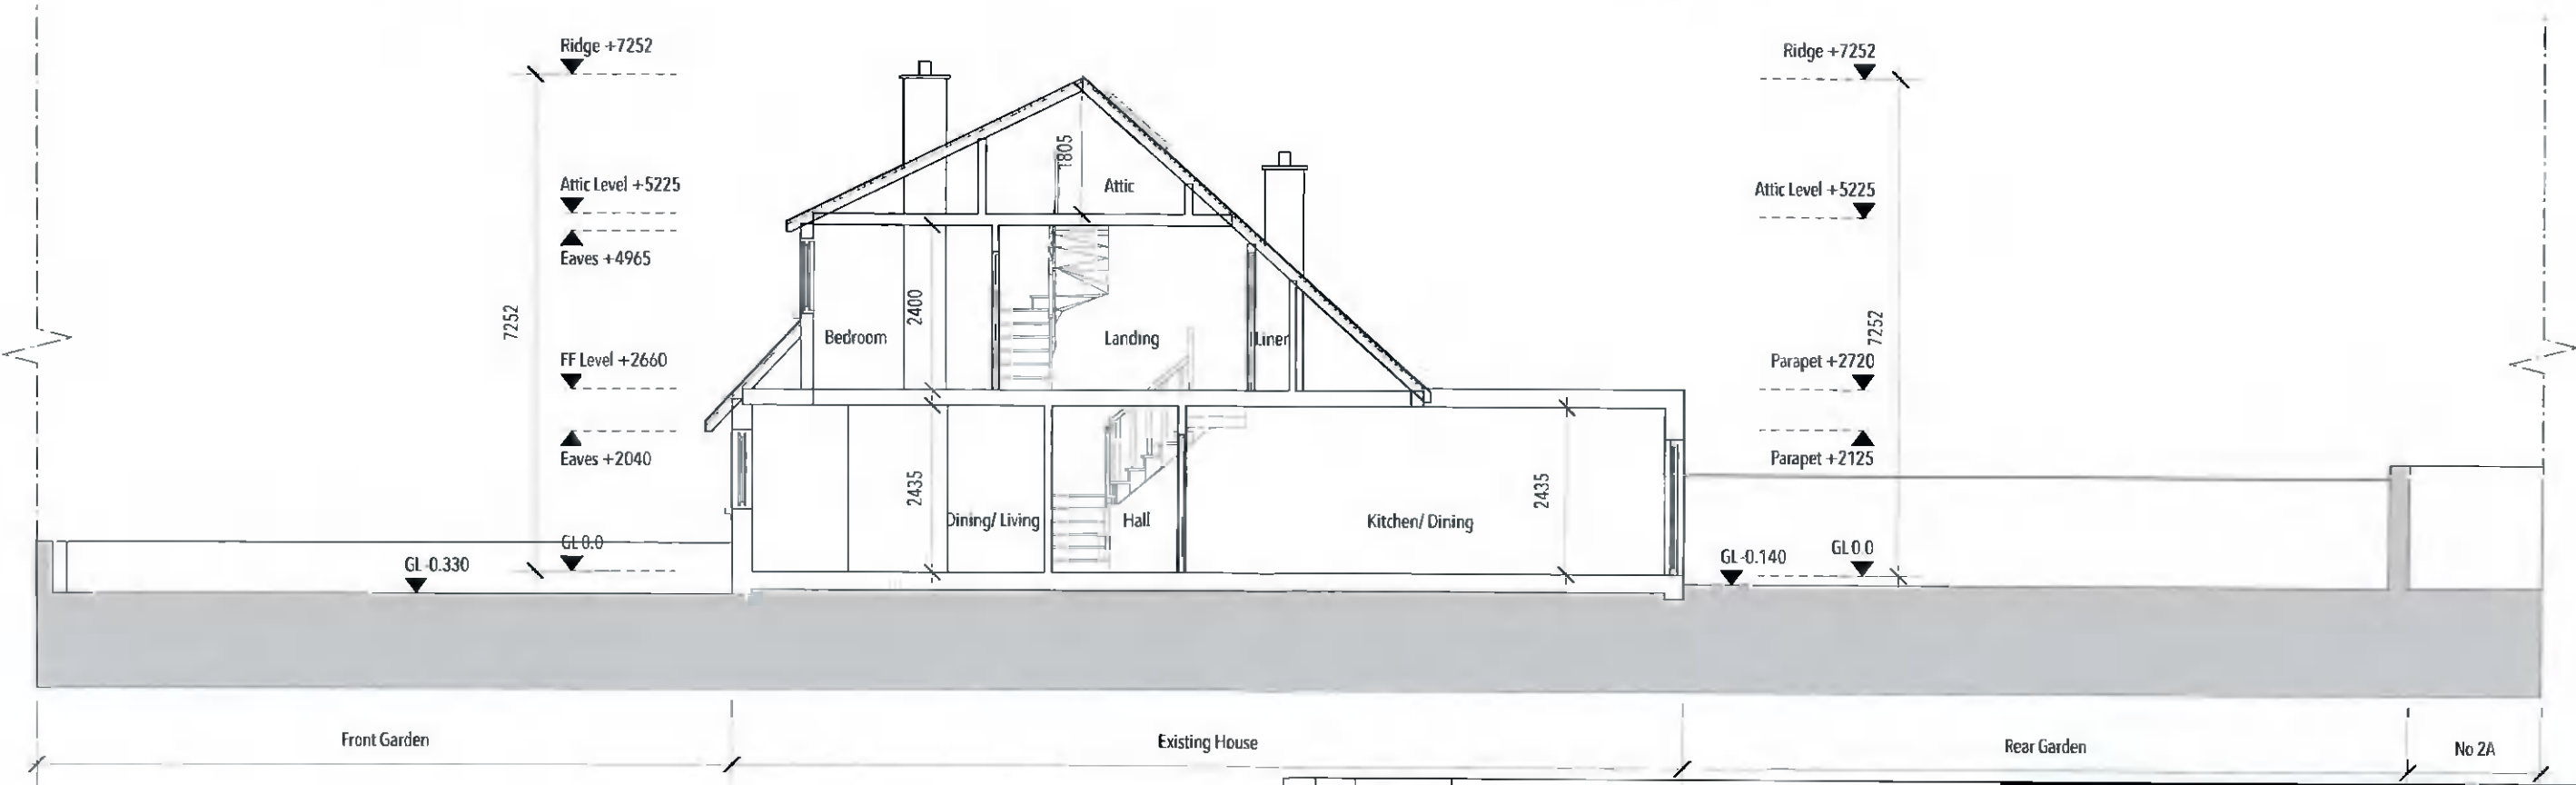 Ridge +7252
Ridge +7252
1805
Attic Level +5225
Attic
Attic Level +5225
Eaves +4965
7252
2400
Bedroom
Landing
Liner
7252
FF Level +2660
Parapet +2720
Eaves +2040
Parapet +2125
2435
2435
Dining/ Living
Hall
Kitchen/ Dining
GL 0.0
GL -0.330
GL -0.140
GL 0.0
Front Garden
Existing House
Rear Garden
No 2A